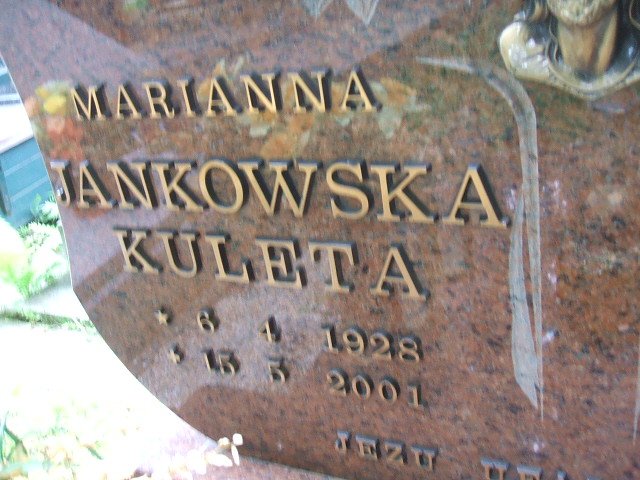 MARIANNA
JANKOWSKA
KULETA
* 6 4 1928
+ 15 5 2001
JEZU